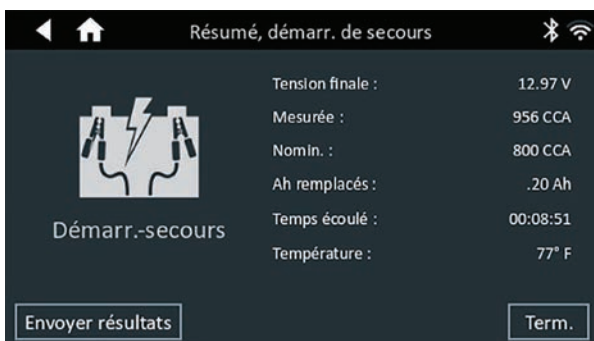 Résumé, démarr. de secours
Tension finale : 12.97 V
Mesurée : 956 CCA
Nomin. : 800 CCA
Ah remplacés : .20 Ah
Temps écoulé : 00:08:51
Température : 77° F
Démarr.-secours
Envoyer résultats
Term.